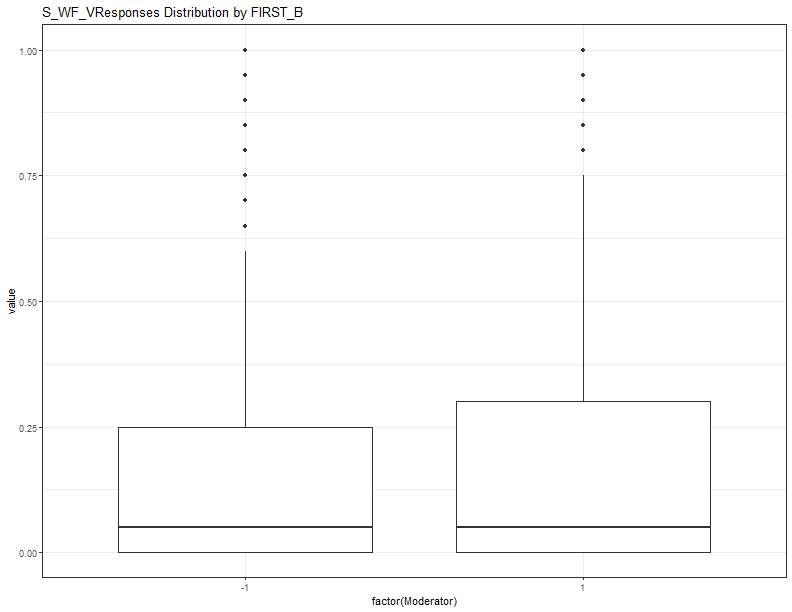 S_WF_VResponses Distribution by FIRST_B
1.00
0.75
0.50
0.25
0.00
value
-1
1
factor(Moderator)